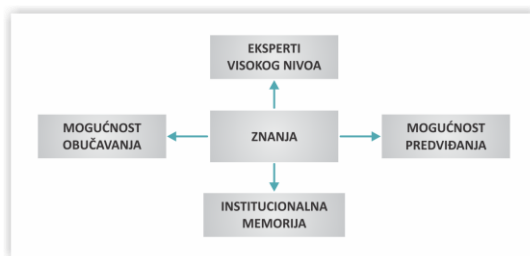 EKSPERTI
VISOKOG NIVOA
MOGUĆNOST
OBUČAVANJA
ZNANJA
MOGUĆNOST
PREDVIĐANJA
INSTITUCIONALNA
MEMORIJA